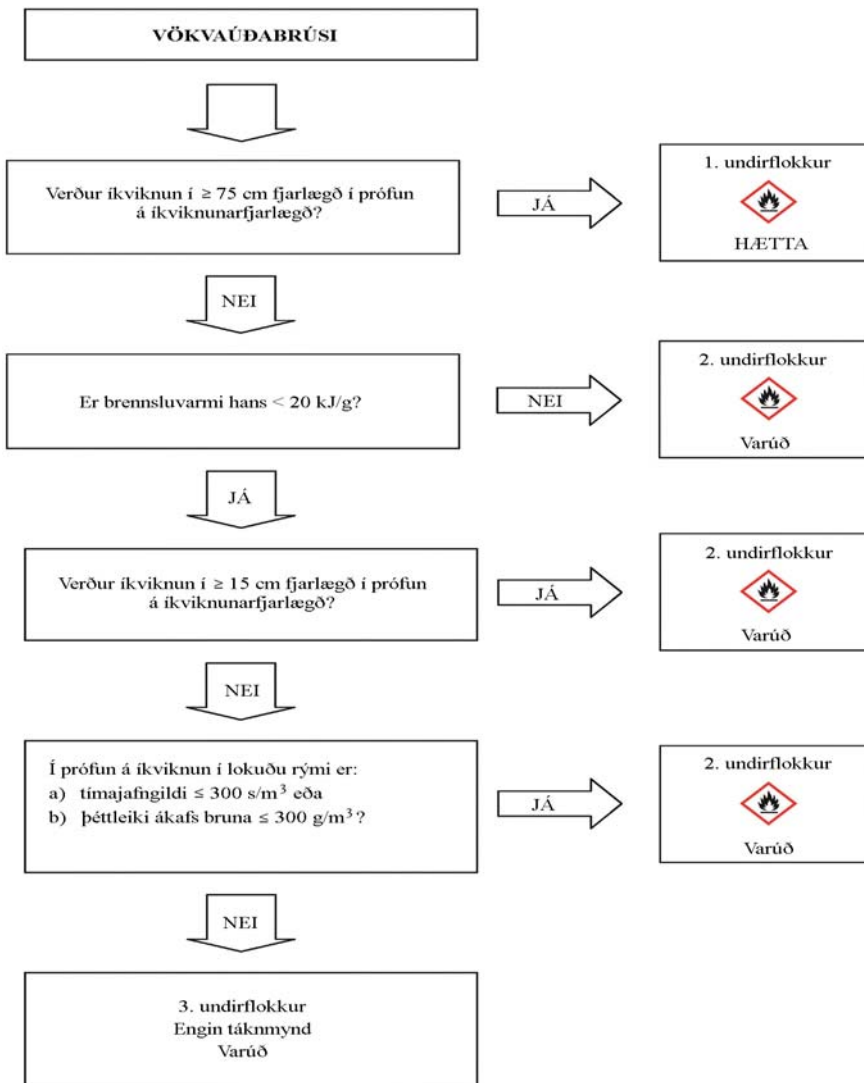 VÖKVAÚÐABRÚSI
Verður íkviknun í ≥ 75 cm fjarlægð í prófun
á íkviknunarfjarlægð?
JÁ
1. undirflokkur
HÆTTA
NEI
Er brennsluvarmi hans < 20 kJ/g?
NEI
2. undirflokkur
Varúð
JÁ
Verður íkviknun í ≥ 15 cm fjarlægð í prófun
á íkviknunarfjarlægð?
JÁ
2. undirflokkur
Varúð
NEI
Í prófun á íkviknun í lokuðu rými er:
a) tímajafngildi ≤ 300 s/m³ eða
b) þéttleiki ákafs bruna ≤ 300 g/m³?
JÁ
2. undirflokkur
Varúð
NEI
3. undirflokkur
Engin táknmynd
Varúð